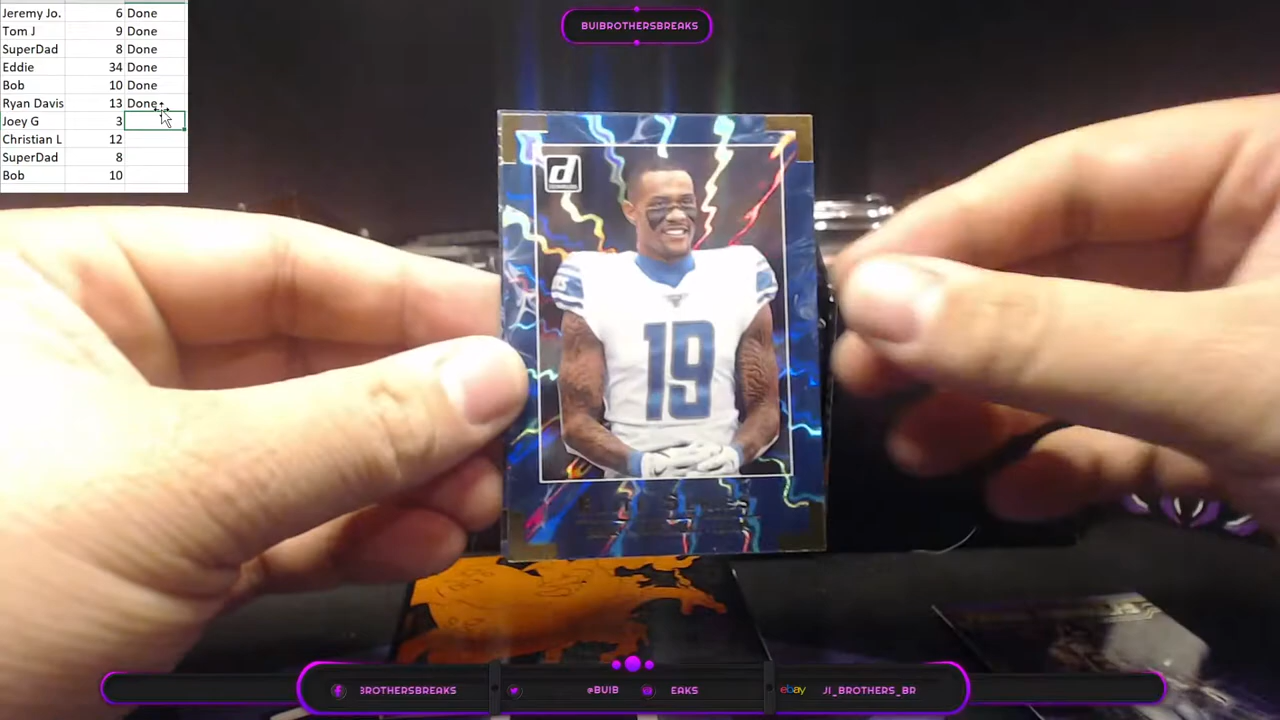 Jeremy Jo. 6 Done
Tom J 9 Done
SuperDad 8 Done
Eddie 34 Done
Bob 10 Done
Ryan Davis 13 Done
Joey G 3
Christian L 12
SuperDad 8
Bob 10
BUIBROTHERSBREAKS
d
19
BROTHERSBREAKS
@BUIB EAKS
ebay JI_BROTHERS_BR